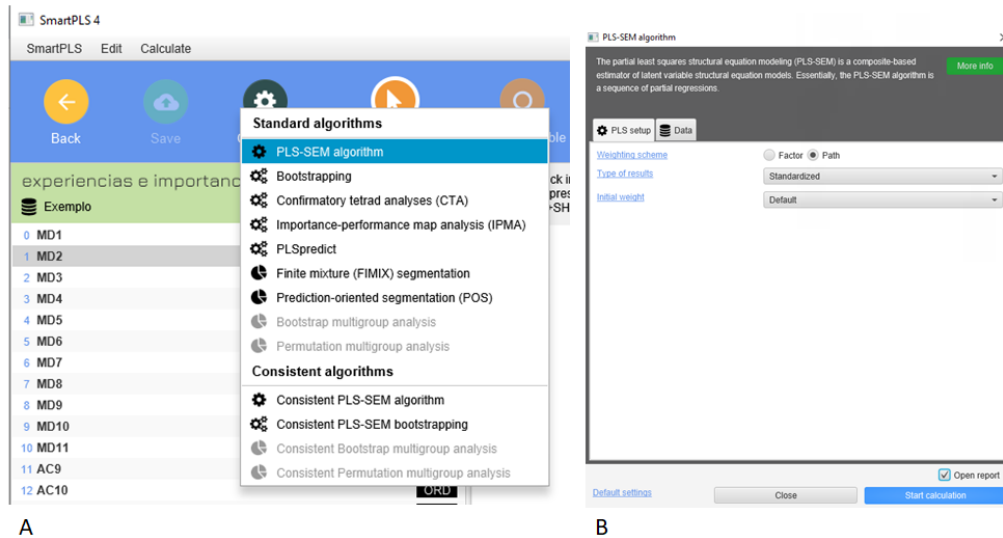 SmartPLS 4
SmartPLS Edit Calculate
Back
Save
Standard algorithms
PLS-SEM algorithm
Bootstrapping
Confirmatory tetrad analyses (CTA)
Importance-performance map analysis (IPMA)
PLSpredict
Finite mixture (FIMIX) segmentation
Prediction-oriented segmentation (POS)
Bootstrap multigroup analysis
Permutation multigroup analysis
Consistent algorithms
Consistent PLS-SEM algorithm
Consistent PLS-SEM bootstrapping
Consistent Bootstrap multigroup analysis
Consistent Permutation multigroup analysis
experiencias e importanc
Exemplo
0 MD1
1 MD2
2 MD3
3 MD4
4 MD5
5 MD6
6 MD7
7 MD8
8 MD9
9 MD10
10 MD11
11 AC9
12 AC10
ORD
A
PLS-SEM algorithm
The partial least squares structural equation modeling (PLS-SEM) is a composite-based
estimator of latent variable structural equation models. Essentially, the PLS-SEM algorithm is
a sequence of partial regressions.
More info
PLS setup Data
Weighting scheme Factor Path
Type of results Standardized
Initial weight Default
Open report
Default settings Close Start calculation
B